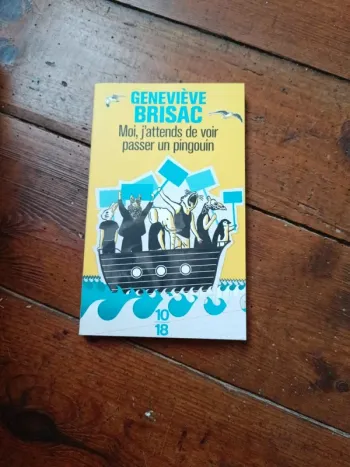 GENEVIÈVE
BRISAC
Moi, j'attends de voir
passer un pingouin
10
18